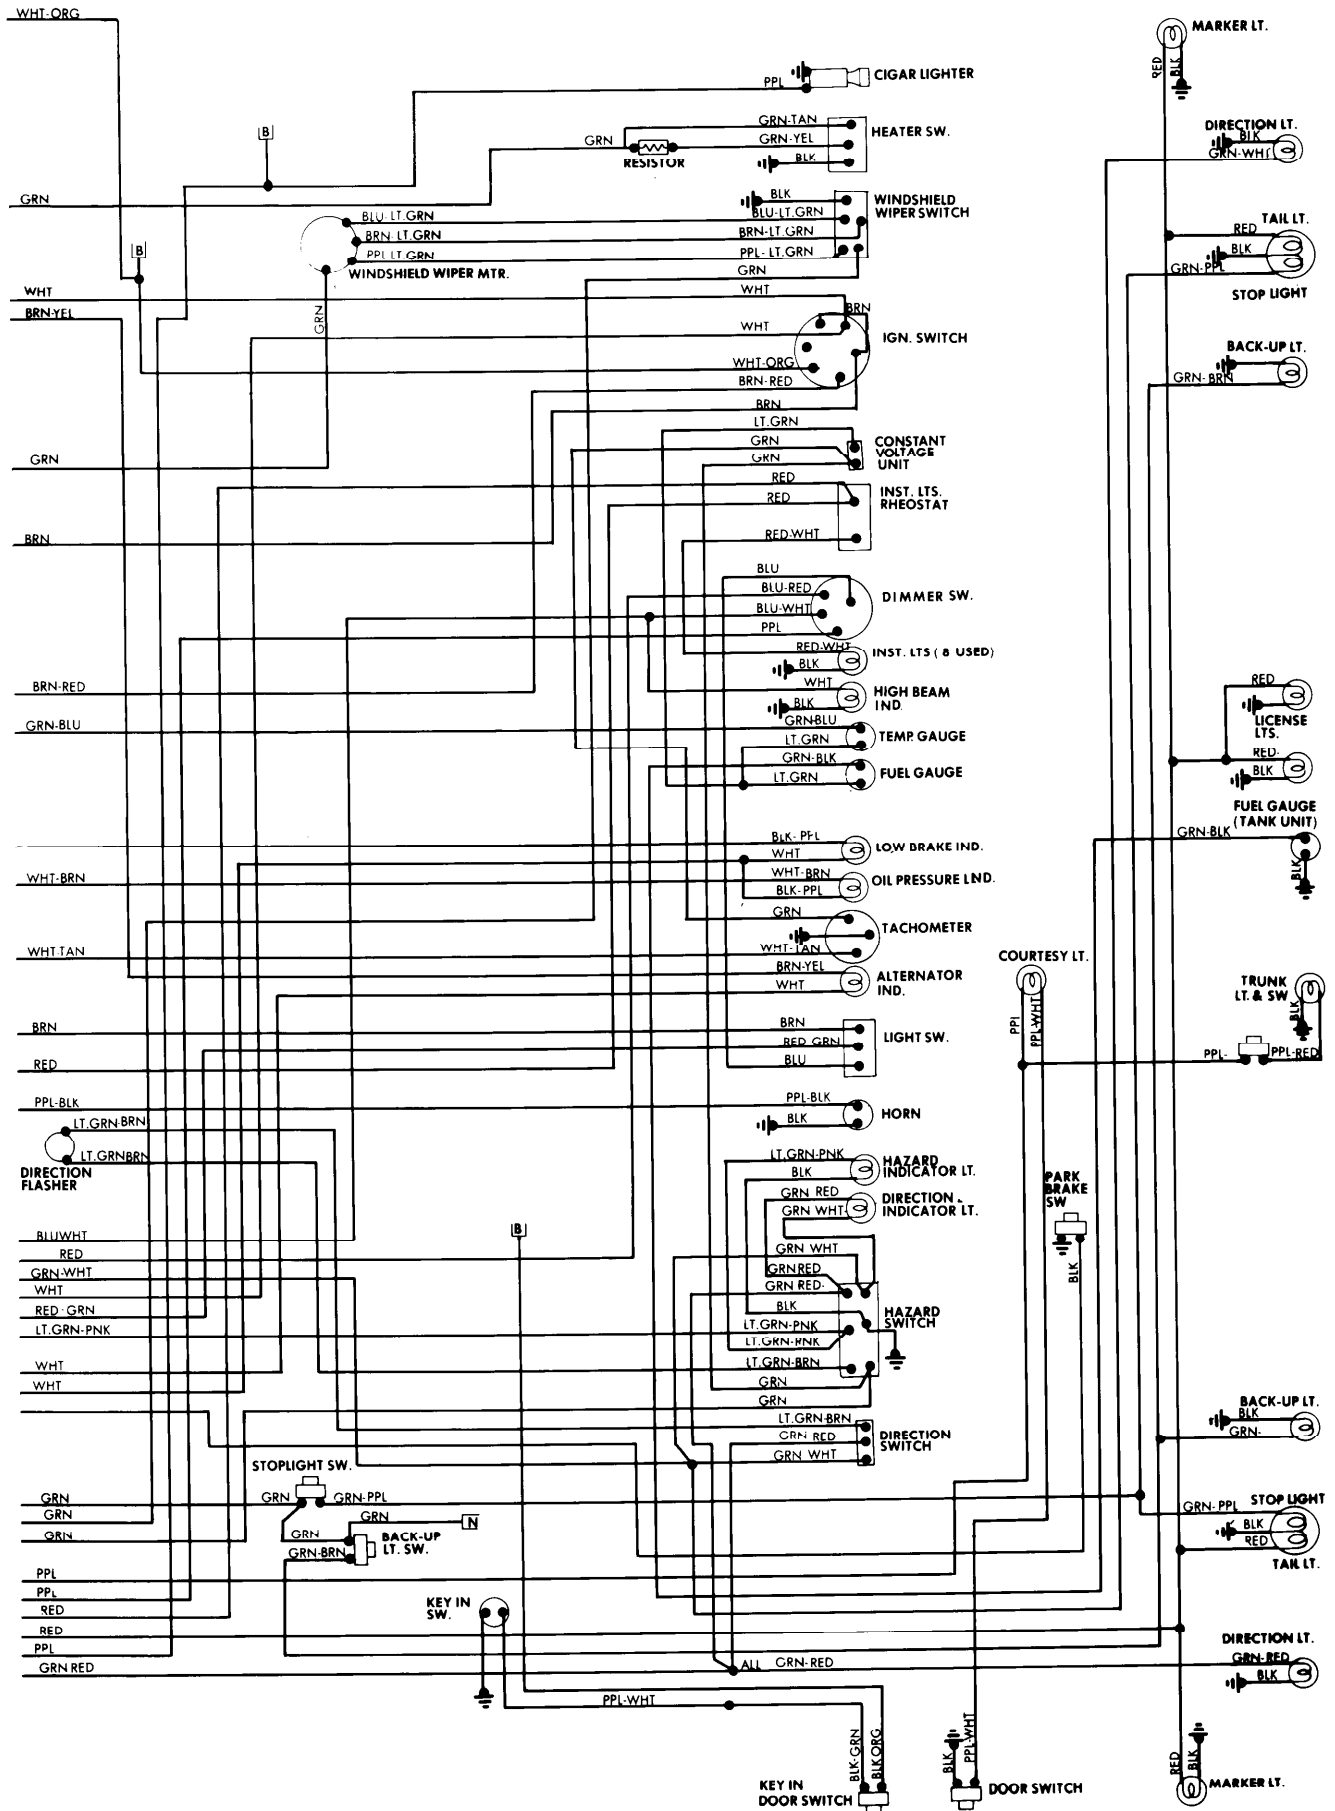 WHT-ORG
MARKER LT.
RED
BLK
PPL
CIGAR LIGHTER
B
GRN
GRN-TAN
HEATER SW.
GRN-YEL
RESISTOR
BLK
DIRECTION LT.
BLK
GRN-WHT
GRN
BLK
WINDSHIELD
WIPER SWITCH
BLU-LT.GRN
BLU-LT.GRN
BRN-LT.GRN
BRN-LT.GRN
PPL LT.GRN
PPL-LT.GRN
WINDSHIELD WIPER MTR.
GRN
B
TAIL LT.
RED
BLK
GRN-PPL
STOP LIGHT
WHT
WHT
BRN-YEL
GRN
BRN
WHT
IGN. SWITCH
WHT-ORG
BRN-RED
BRN
BACK-UP LT.
BLK
GRN-BRN
LT.GRN
GRN
CONSTANT
VOLTAGE
UNIT
GRN
GRN
RED
INST. LTS.
RHEOSTAT
RED
RED-WHT
BRN
BLU
BLU-RED
DIMMER SW.
BLU-WHT
PPL
RED-WHT
INST. LTS ( 8 USED)
BLK
BRN-RED
WHT
HIGH BEAM
IND.
BLK
RED
BLK
LICENSE
LTS.
RED-
BLK
GRN-BLU
GRN-BLU
TEMP. GAUGE
LT.GRN
GRN-BLK
FUEL GAUGE
LT.GRN
FUEL GAUGE
(TANK UNIT)
GRN-BLK
BLK
BLK-PPL
LOW BRAKE IND.
WHT
WHT-BRN
WHT-BRN
OIL PRESSURE LND.
BLK-PPL
GRN
TACHOMETER
WHT-TAN
WHT-TAN
BRN-YEL
ALTERNATOR
IND.
WHT
COURTESY LT.
PPL
PPL-WHT
TRUNK
LT. & SW.
BLK
PPL-
PPL-RED
BRN
BRN
RED GRN
LIGHT SW.
BLU
RED
PPL-BLK
PPL-BLK
HORN
BLK
LT.GRN-BRN
LT.GRNBRN
DIRECTION
FLASHER
LT.GRN-PNK
HAZARD
INDICATOR LT.
BLK
GRN RED
DIRECTION
INDICATOR LT.
GRN WHT
PARK
BRAKE
SW
BLK
B
BLUWHT
RED
GRN WHT
GRN-WHT
GRNRED
WHT
GRN RED-
RED-GRN
BLK
HAZARD
SWITCH
LT.GRN-PNK
LT.GRN-PNK
LT.GRN-PNK
WHT
LT.GRN-BRN
WHT
GRN
GRN
LT.GRN-BRN
GRN RED
DIRECTION
SWITCH
GRN WHT
BACK-UP LT.
BLK
GRN-
STOPLIGHT SW.
GRN
GRN
GRN-PPL
GRN
GRN
N
GRN
GRN
BACK-UP
LT. SW.
GRN-BRN
GRN-PPL
STOP LIGHT
BLK
RED
TAIL LT.
PPL
PPL
RED
KEY IN
SW.
RED
PPL
GRN RED
ALL
GRN-RED
DIRECTION LT.
GRN-RED
BLK
PPL-WHT
BLK-GRN
BLKORG
KEY IN
DOOR SWITCH
BLK
PPL-WHT
DOOR SWITCH
RED
BLK
MARKER LT.